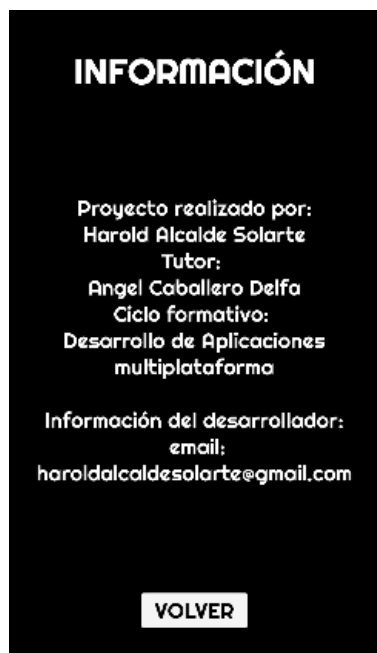 INFORMACIÓN
Proyecto realizado por:
Harold Alcalde Solarte
Tutor:
Angel Caballero Delfa
Ciclo formativo:
Desarrollo de Aplicaciones
multiplataforma
Información del desarrollador:
email:
haroldalcaldesolarte@gmail.com
VOLVER